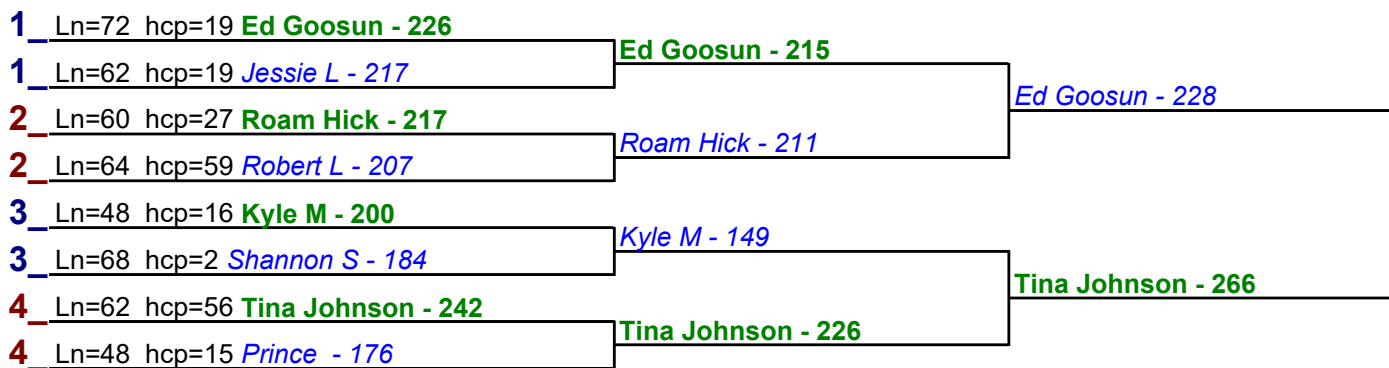 1_ Ln=72 hcp=19 Ed Goosun - 226
Ed Goosun - 215
1_ Ln=62 hcp=19 Jessie L - 217
Ed Goosun - 228
2_ Ln=60 hcp=27 Roam Hick - 217
Roam Hick - 211
2_ Ln=64 hcp=59 Robert L - 207
3_ Ln=48 hcp=16 Kyle M - 200
Kyle M - 149
3_ Ln=68 hcp=2 Shannon S - 184
Tina Johnson - 266
4_ Ln=62 hcp=56 Tina Johnson - 242
Tina Johnson - 226
4_ Ln=48 hcp=15 Prince - 176